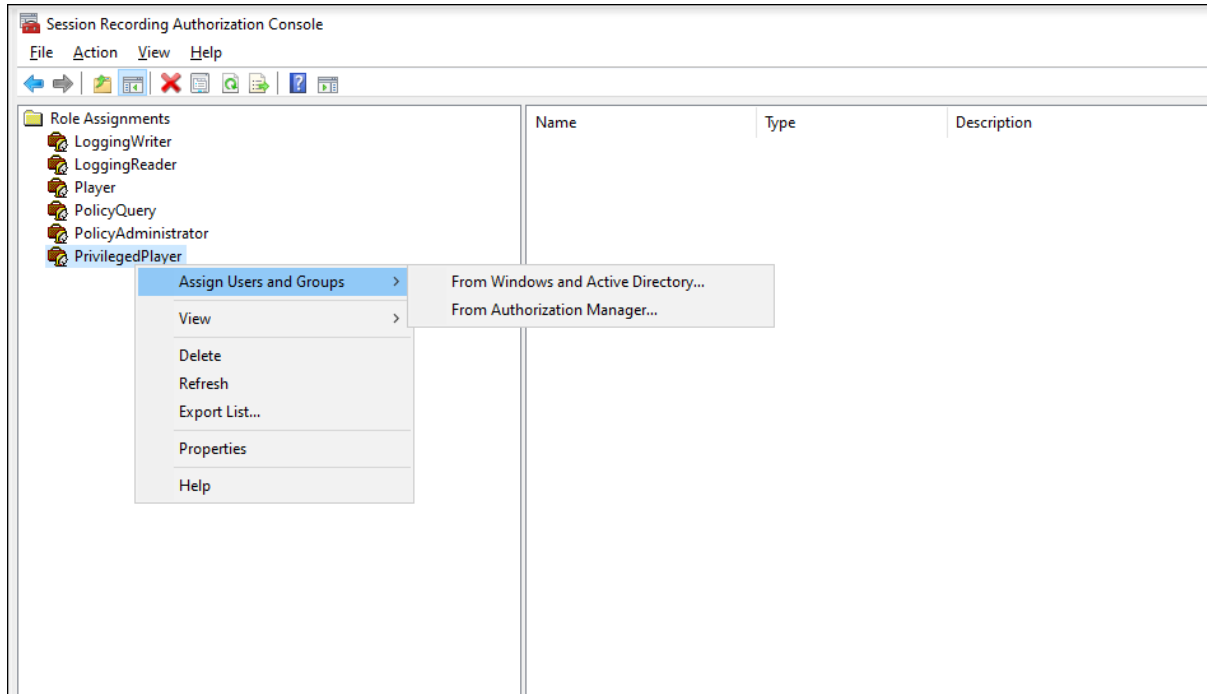 Session Recording Authorization Console
File Action View Help
Role Assignments
LoggingWriter
LoggingReader
Player
PolicyQuery
PolicyAdministrator
PrivilegedPlayer
Name Type Description
Assign Users and Groups
View
Delete
Refresh
Export List...
Properties
Help
From Windows and Active Directory...
From Authorization Manager...